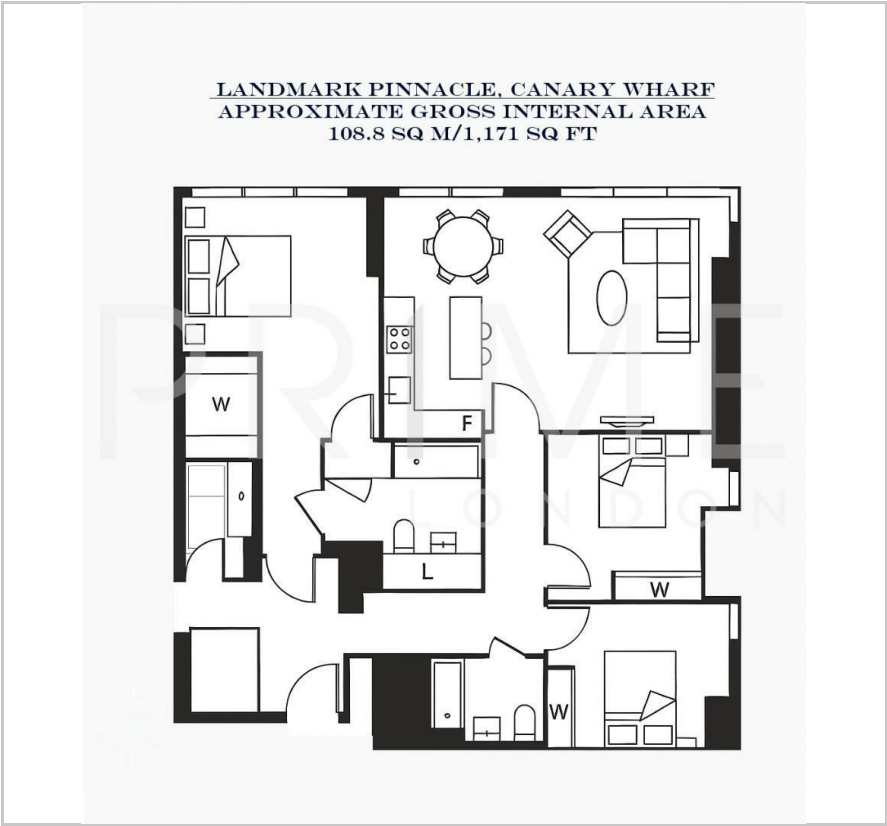 LANDMARK PINNACLE, CANARY WHARF
APPROXIMATE GROSS INTERNAL AREA
108.8 SQ M/1,171 SQ FT
PRIME
W
F
LONDON
L
W
W